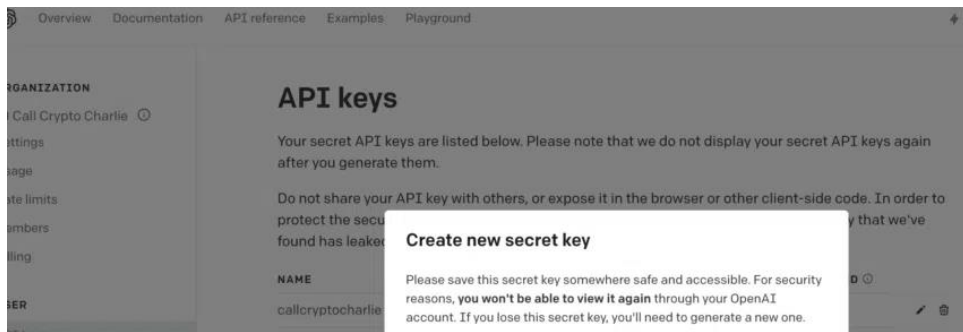 Overview Documentation API reference Examples Playground
RGANIZATION
Call Crypto Charlie
ettings
sage
ate limits
embers
lling
SER
API keys
Your secret API keys are listed below. Please note that we do not display your secret API keys again
after you generate them.
Do not share your API key with others, or expose it in the browser or other client-side code. In order to
protect the secu
y that we've
found has leaked
NAME
D
callcryptocharlie
Create new secret key
Please save this secret key somewhere safe and accessible. For security
reasons, you won't be able to view it again through your OpenAI
account. If you lose this secret key, you'll need to generate a new one.